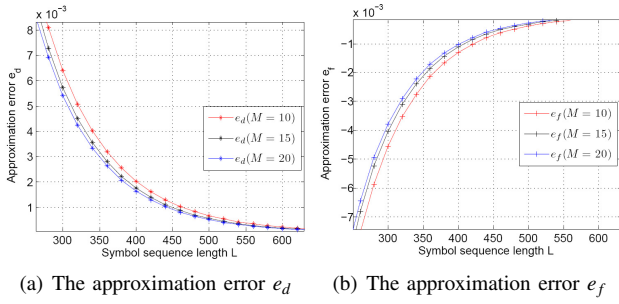 x 10⁻³
8
7
6
5
4
3
2
1
Approximation error e_d
300 350 400 450 500 550 600
Symbol sequence length L
e_d(M = 10)
e_d(M = 15)
e_d(M = 20)
(a) The approximation error e_d
x 10⁻³
−1
−2
−3
−4
−5
−6
−7
Approximation error e_f
300 350 400 450 500 550 600
Symbol sequence length L
e_f(M = 10)
e_f(M = 15)
e_f(M = 20)
(b) The approximation error e_f